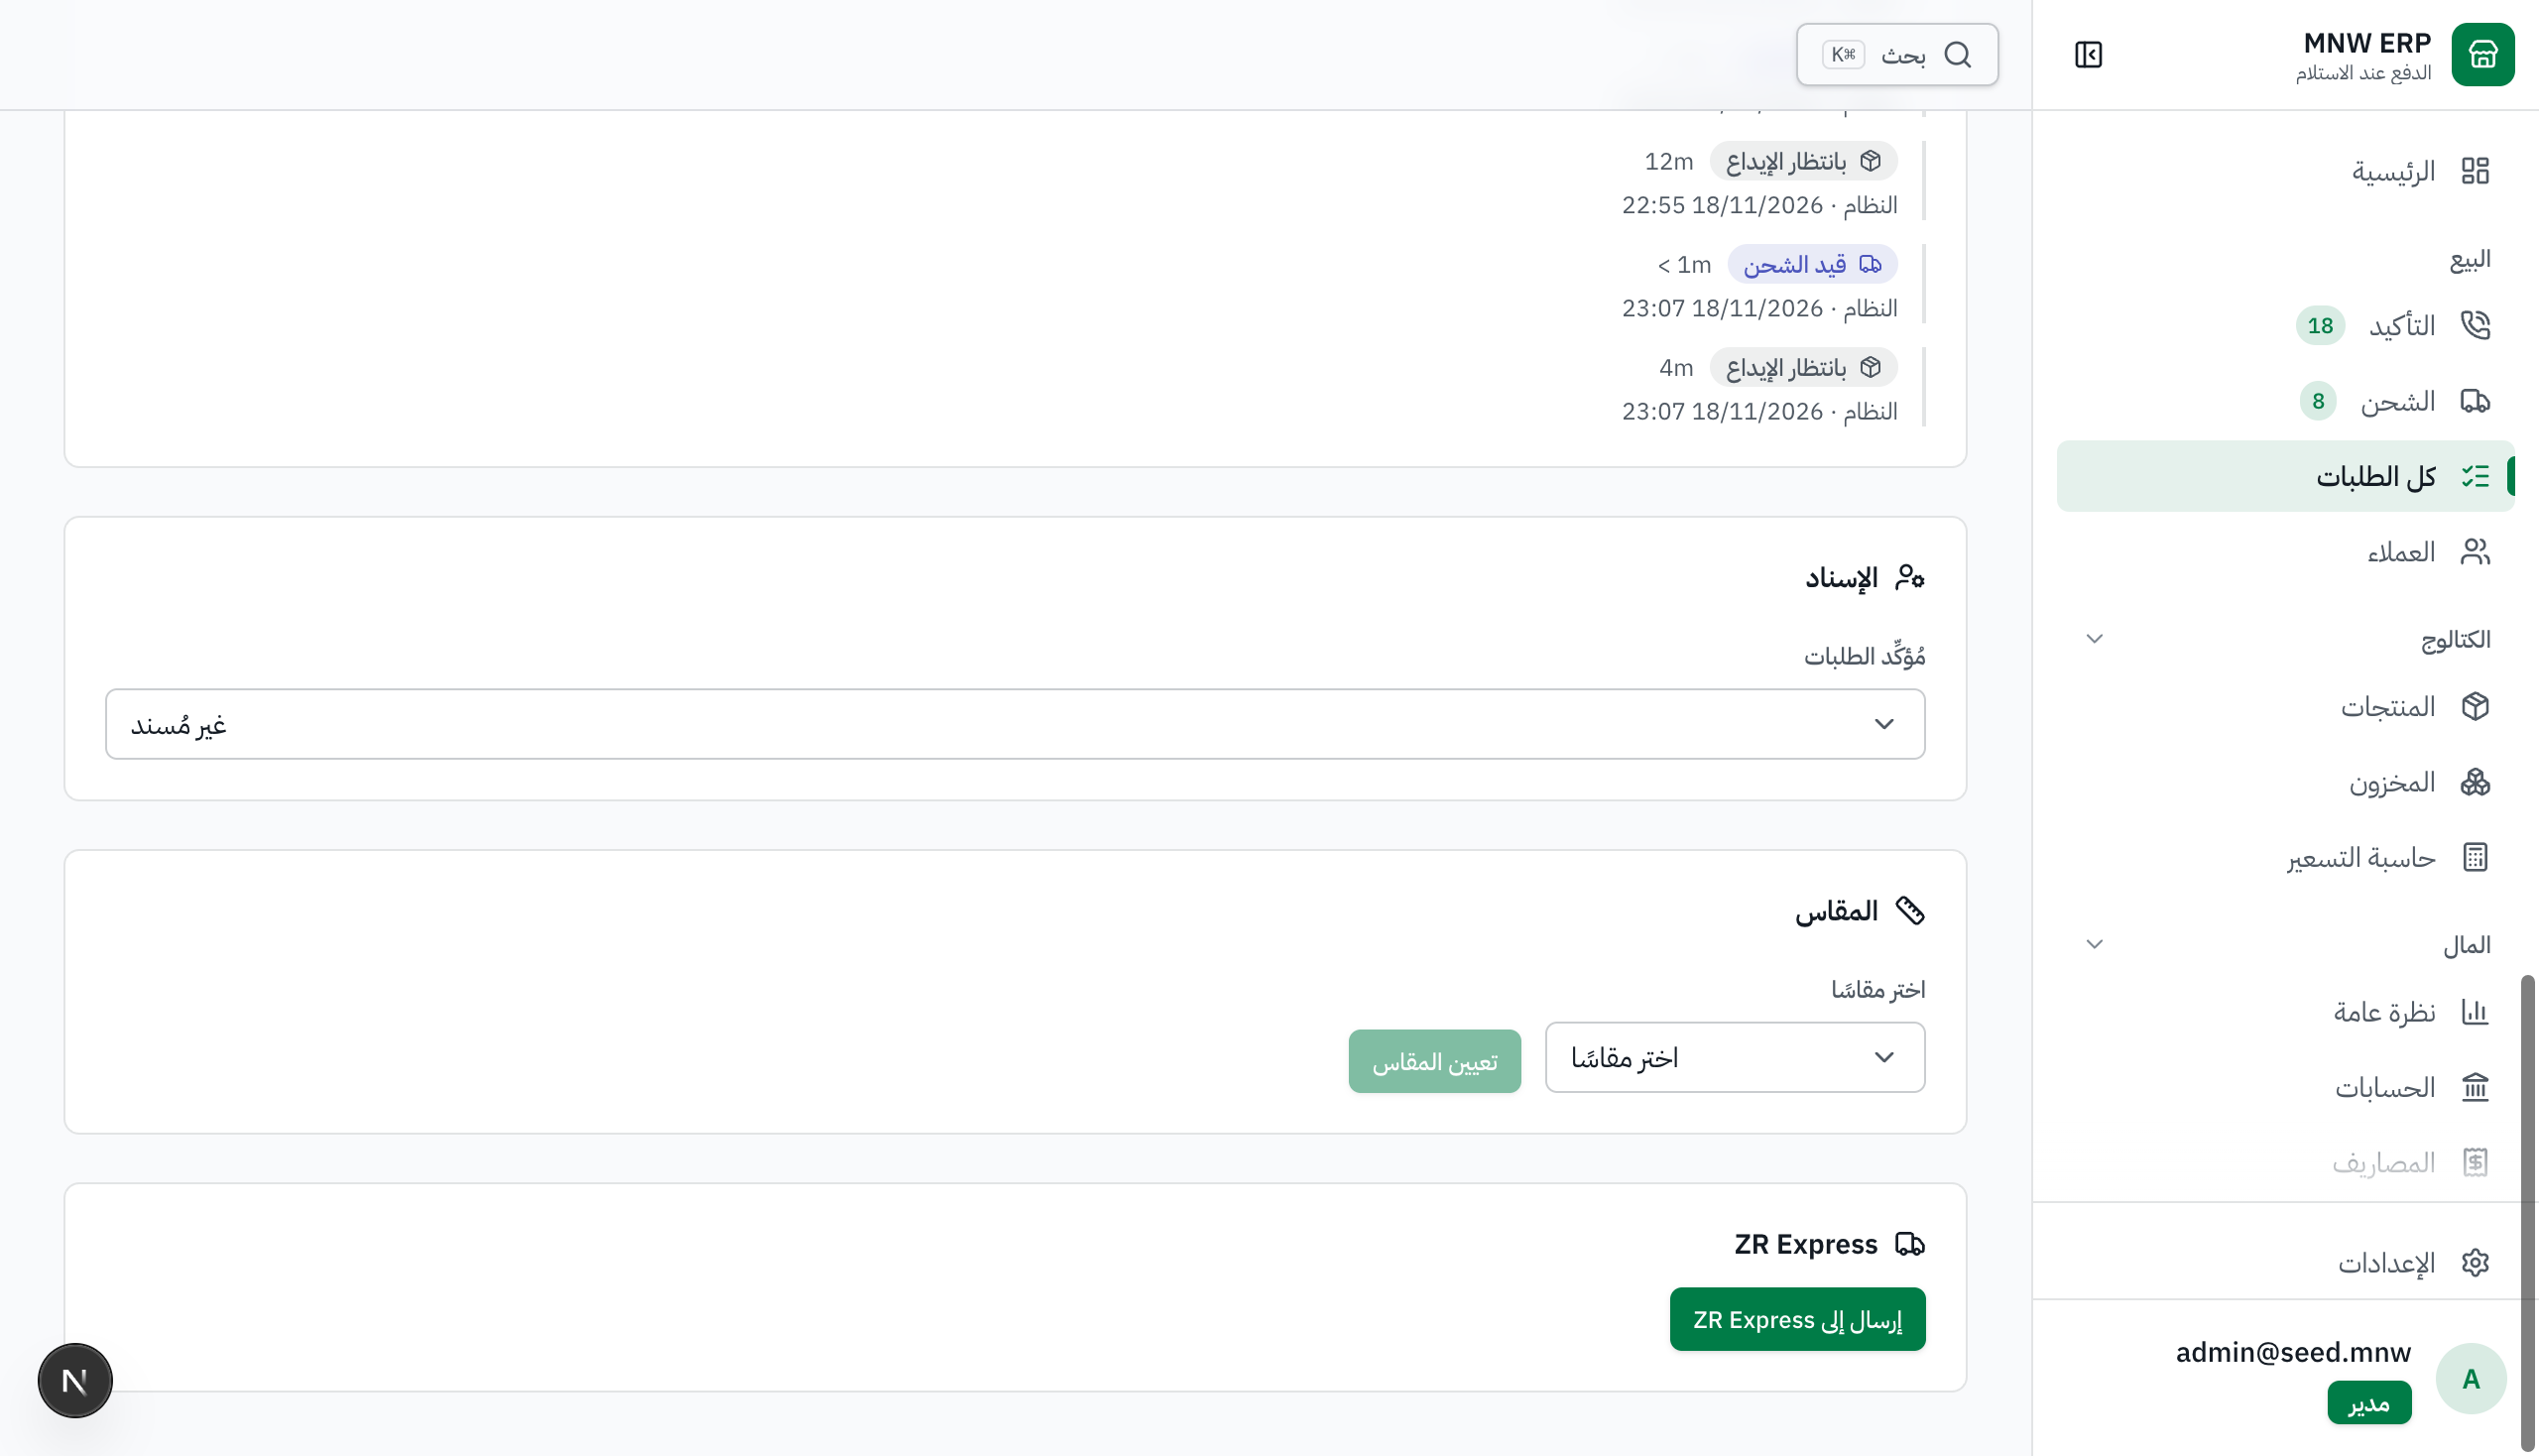 MNW ERP
الدفع عند الاستلام
بحث ⌘K
الرئيسية
البيع
التأكيد 18
الشحن 8
كل الطلبات
العملاء
الكتالوج
المنتجات
المخزون
حاسبة التسعير
المال
نظرة عامة
الحسابات
المصاريف
الإعدادات
admin@seed.mnw
مدير
A
بانتظار الإيداع 12m
النظام · 18/11/2026 22:55
قيد الشحن < 1m
النظام · 18/11/2026 23:07
بانتظار الإيداع 4m
النظام · 18/11/2026 23:07
الإسناد
مُؤكِّد الطلبات
غير مُسند
المقاس
اختر مقاسًا
اختر مقاسًا
تعيين المقاس
ZR Express
إرسال إلى ZR Express
N